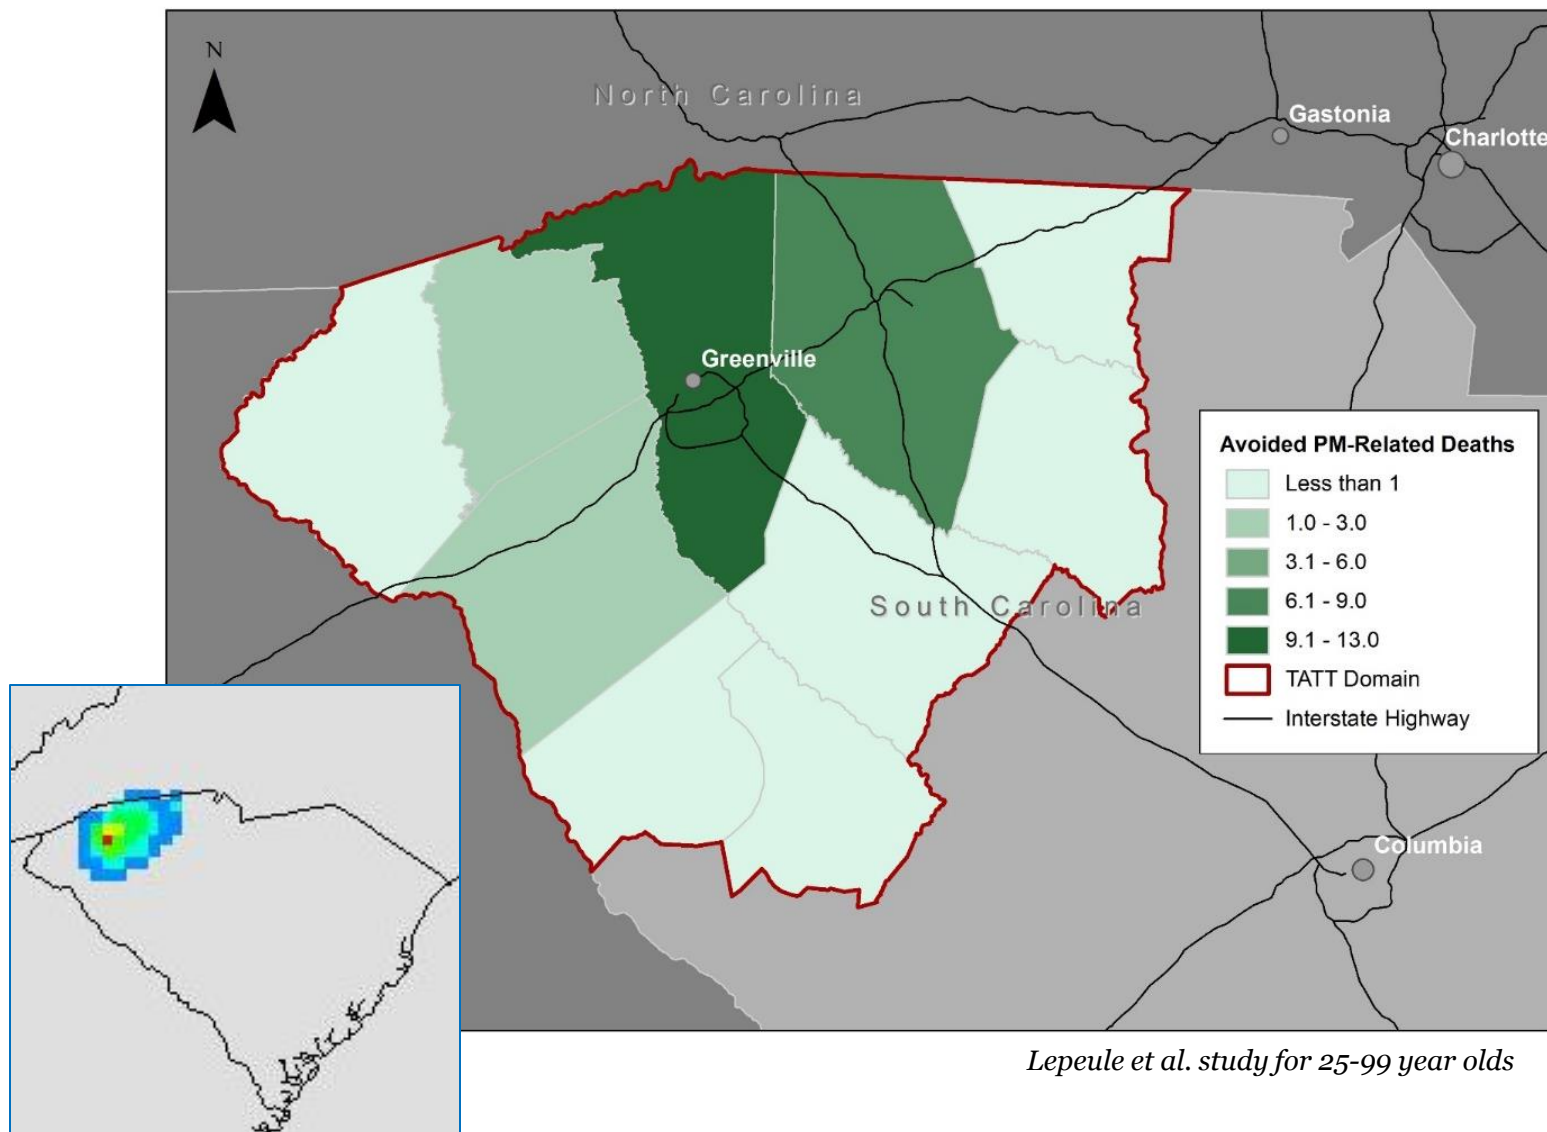 N
North Carolina
Gastonia
Charlotte
Greenville
Avoided PM-Related Deaths
Less than 1
1.0 - 3.0
3.1 - 6.0
6.1 - 9.0
9.1 - 13.0
TATT Domain
Interstate Highway
South Carolina
Columbia
Lepeule et al. study for 25-99 year olds